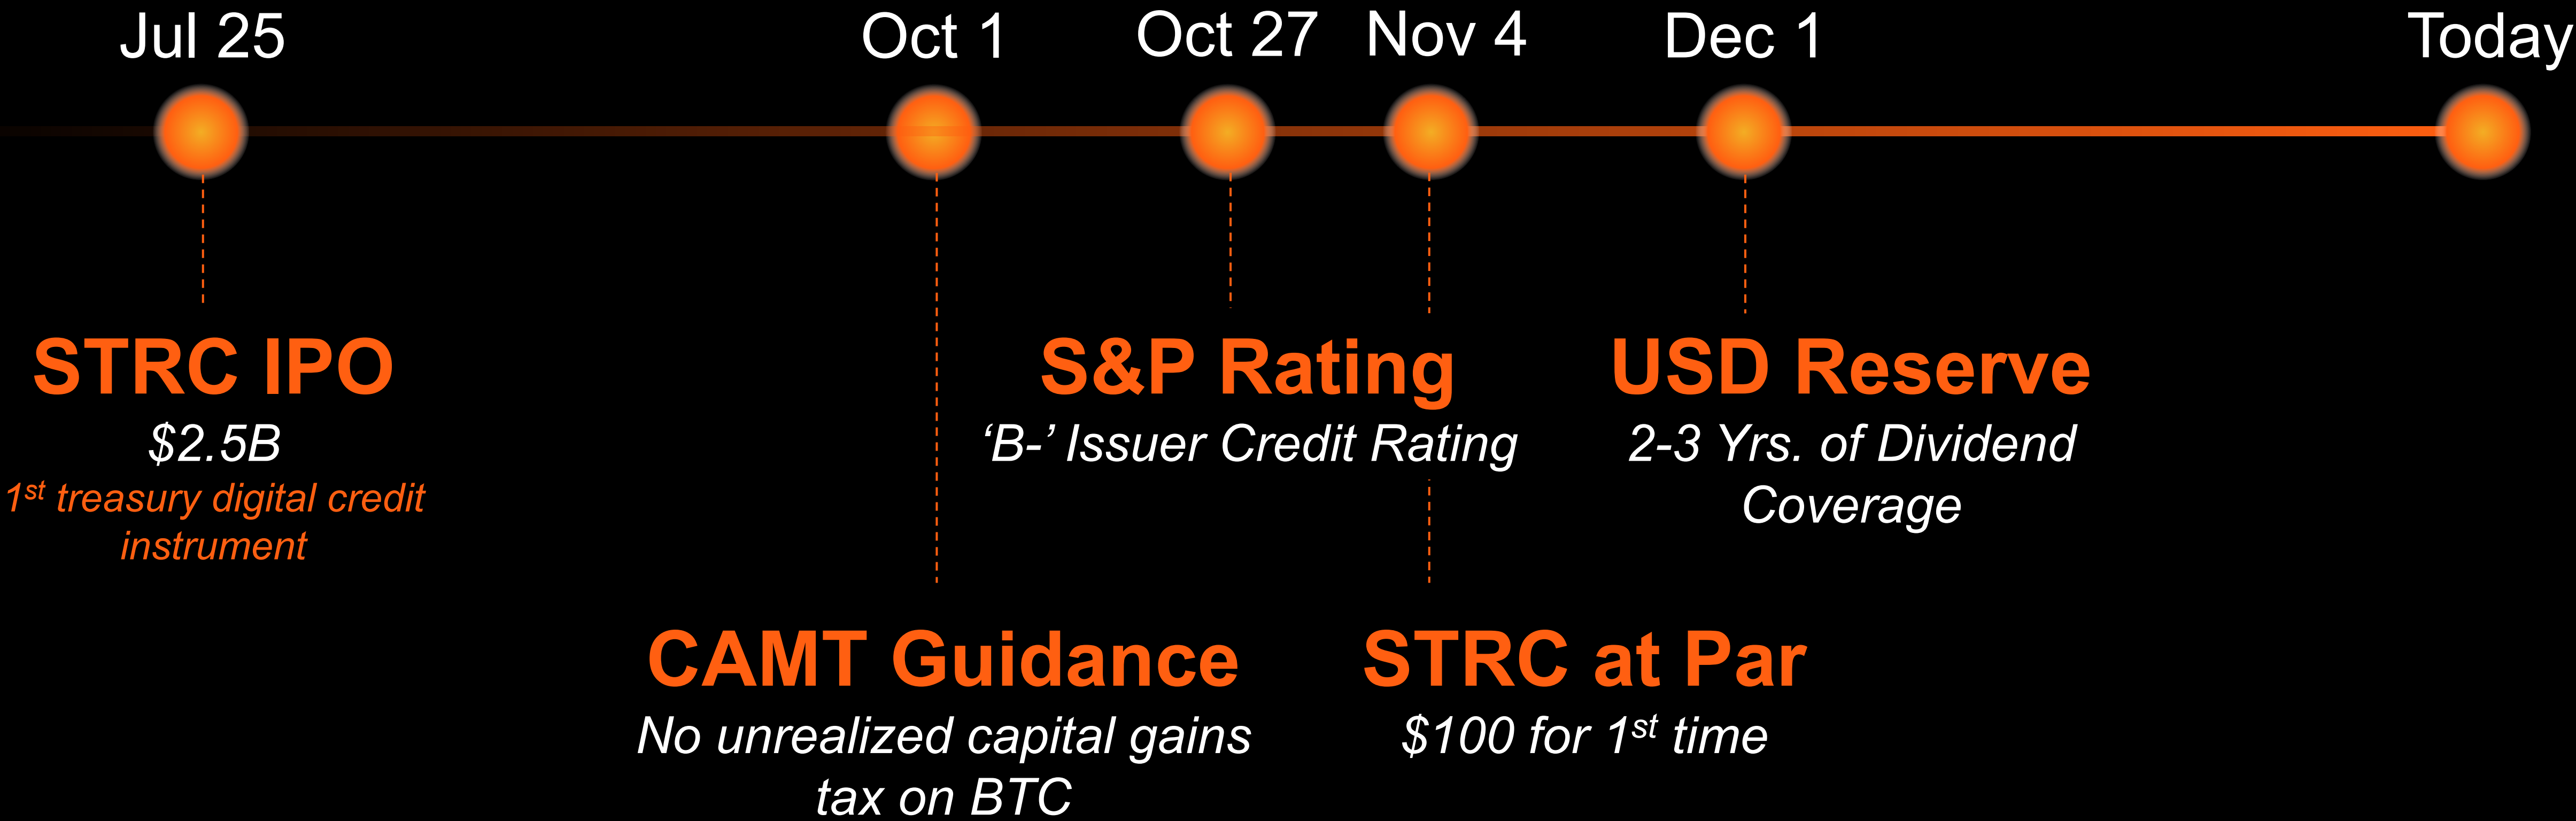 Jul 25
Oct 1
Oct 27
Nov 4
Dec 1
Today
STRC IPO
$2.5B
1st treasury digital credit
instrument
S&P Rating
‘B-’ Issuer Credit Rating
USD Reserve
2-3 Yrs. of Dividend
Coverage
CAMT Guidance
No unrealized capital gains
tax on BTC
STRC at Par
$100 for 1st time